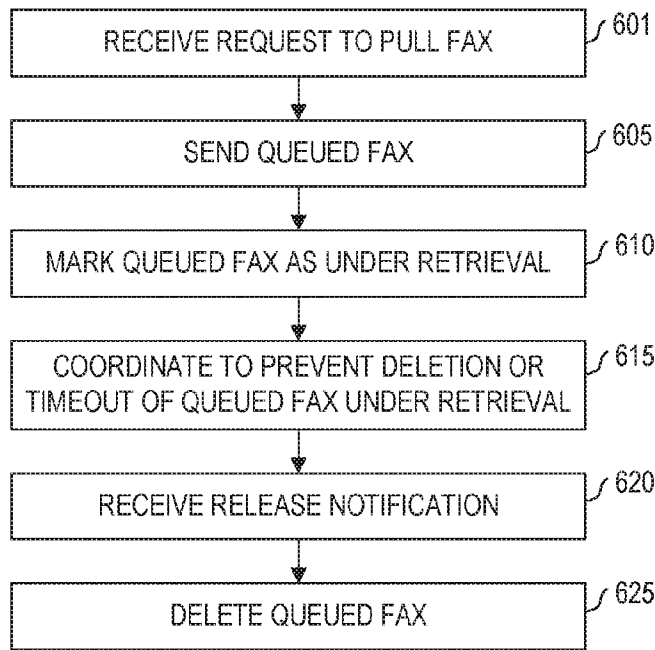 RECEIVE REQUEST TO PULL FAX
601
SEND QUEUED FAX
605
MARK QUEUED FAX AS UNDER RETRIEVAL
610
COORDINATE TO PREVENT DELETION OR
TIMEOUT OF QUEUED FAX UNDER RETRIEVAL
615
RECEIVE RELEASE NOTIFICATION
620
DELETE QUEUED FAX
625